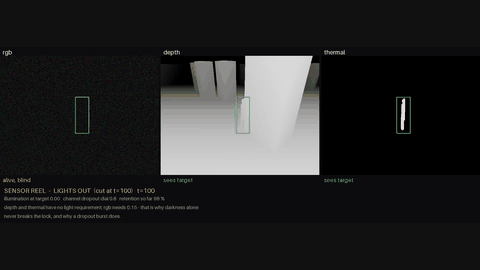 rgb
depth
thermal
alive, blind
sees target
sees target
SENSOR REEL - LIGHTS OUT (cut at t=100) t=100
illumination at target 0.00 channel dropout dial 0.8 retention so far 98 %
depth and thermal have no light requirement; rgb needs 0.15 - that is why darkness alone
never breaks the lock, and why a dropout burst does